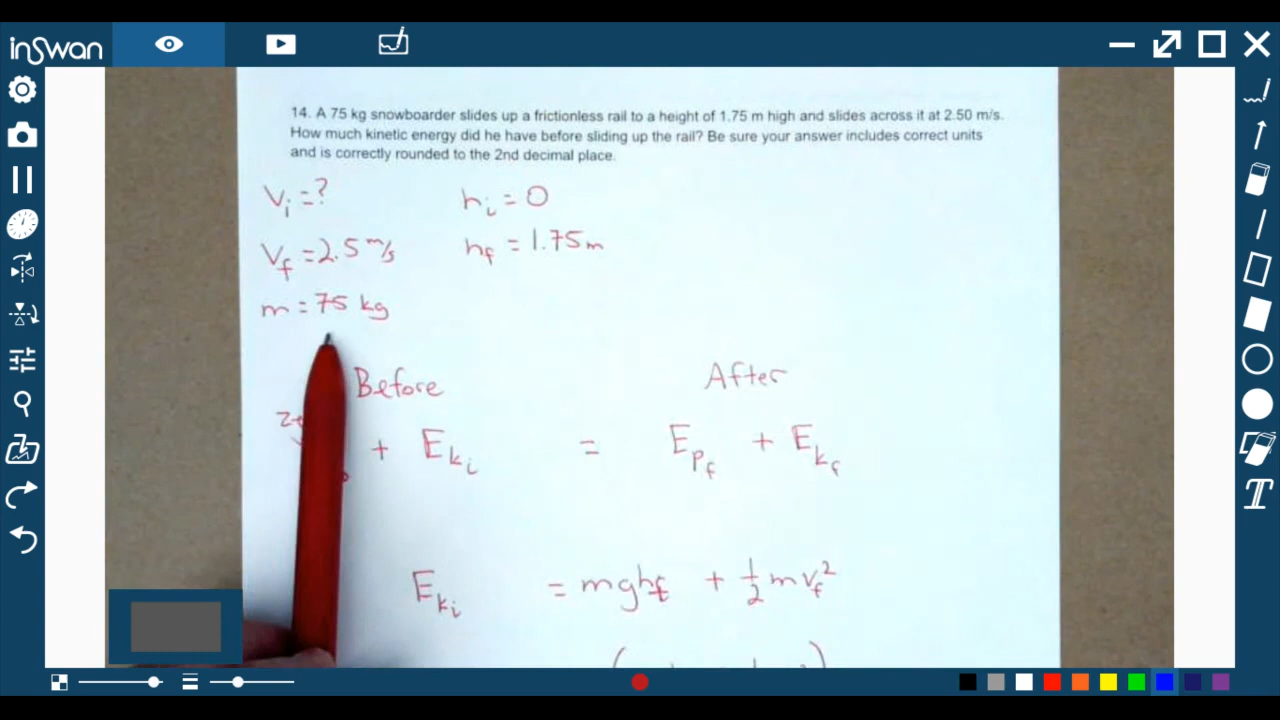 inSwan
14. A 75 kg snowboarder slides up a frictionless rail to a height of 1.75 m high and slides across it at 2.50 m/s.
How much kinetic energy did he have before sliding up the rail? Be sure your answer includes correct units
and is correctly rounded to the 2nd decimal place.
Vi = ?
hi = 0
Vf = 2.5 m/s
hf = 1.75 m
m = 75 kg
Before
After
+ Eki = Epf + Ekf
Eki = mghf + 1/2 mvf²
T